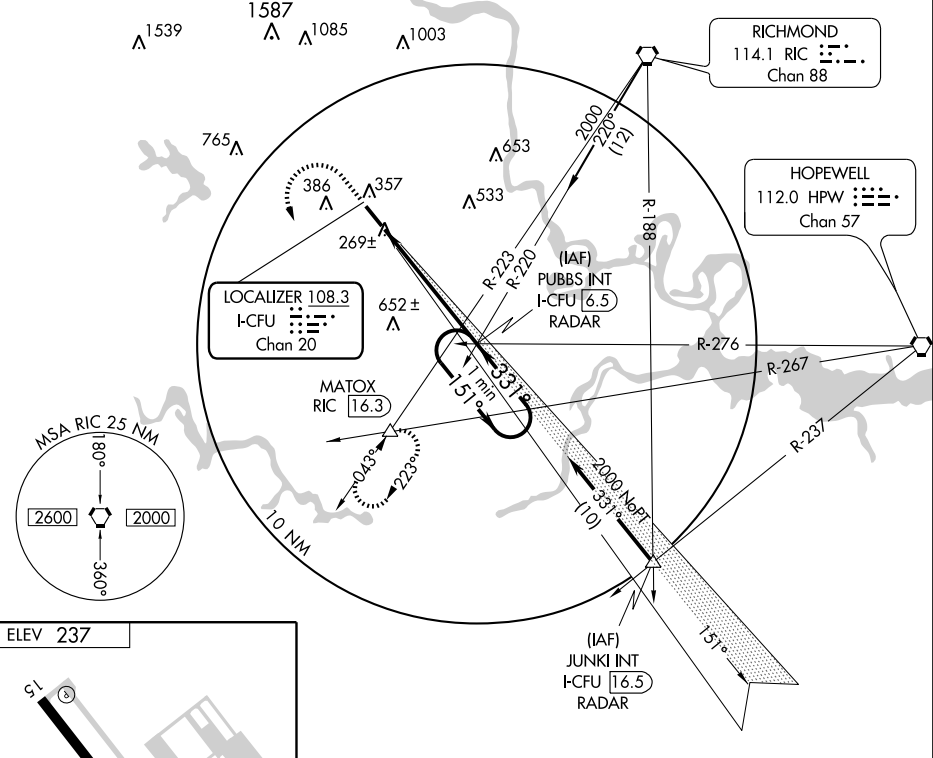 1539
1587
1085
1003
RICHMOND
114.1 RIC
Chan 88
765
653
2000
220°
(12)
HOPEWELL
112.0 HPW
Chan 57
386
357
533
R-188
269±
R-223
R-220
(IAF)
PUBBS INT
I-CFU 6.5
RADAR
LOCALIZER 108.3
I-CFU
Chan 20
652±
R-276
R-267
MATOX
RIC 16.3
1 min
151°
331°
R-237
MSA RIC 25 NM
180°
2600
2000
360°
043°
223°
2000 NoPT
331°
(10)
10 NM
(IAF)
JUNKI INT
I-CFU 16.5
RADAR
151°
ELEV 237
15
P